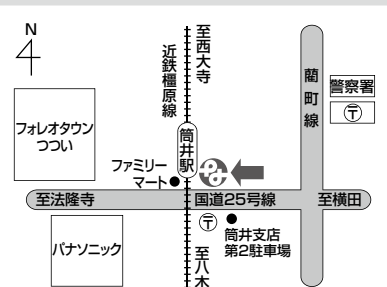 N
至西大寺
近鉄橿原線
藺町線
警察署
〒
フォレオタウン
つつい
筒井駅
ファミリー
マート
至法隆寺
国道25号線
至横田
〒
筒井支店
第2駐車場
パナソニック
至八木